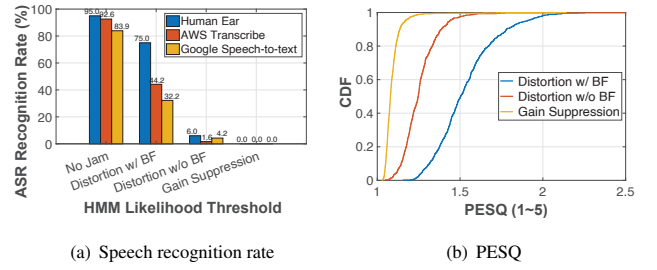 ASR Recognition Rate (%)
100
80
60
40
20
0
95.0
92.6
83.9
75.0
44.2
32.2
6.0
1.6
4.2
0.0 0.0 0.0
Human Ear
AWS Transcribe
Google Speech-to-text
No Jam
Distortion w/ BF
Distortion w/o BF
Gain Suppression
HMM Likelihood Threshold
(a) Speech recognition rate
CDF
1
0.8
0.6
0.4
0.2
0
Distortion w/ BF
Distortion w/o BF
Gain Suppression
1 1.5 2 2.5
PESQ (1~5)
(b) PESQ